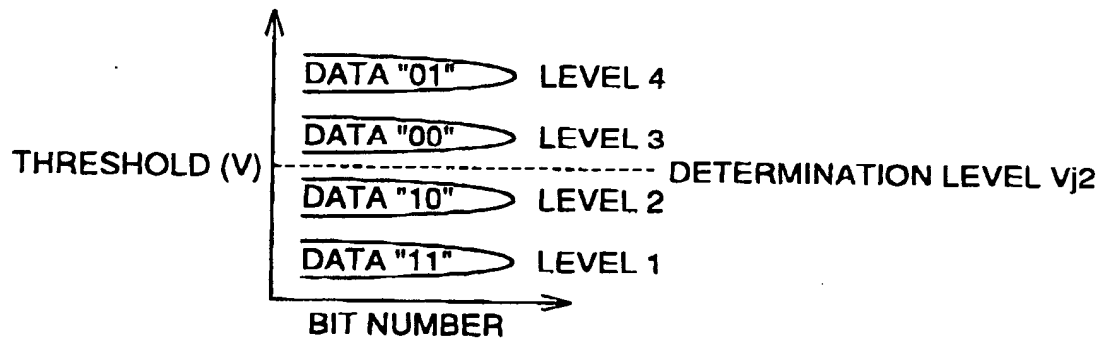 DATA "01" LEVEL 4
DATA "00" LEVEL 3
THRESHOLD (V) DETERMINATION LEVEL Vj2
DATA "10" LEVEL 2
DATA "11" LEVEL 1
BIT NUMBER